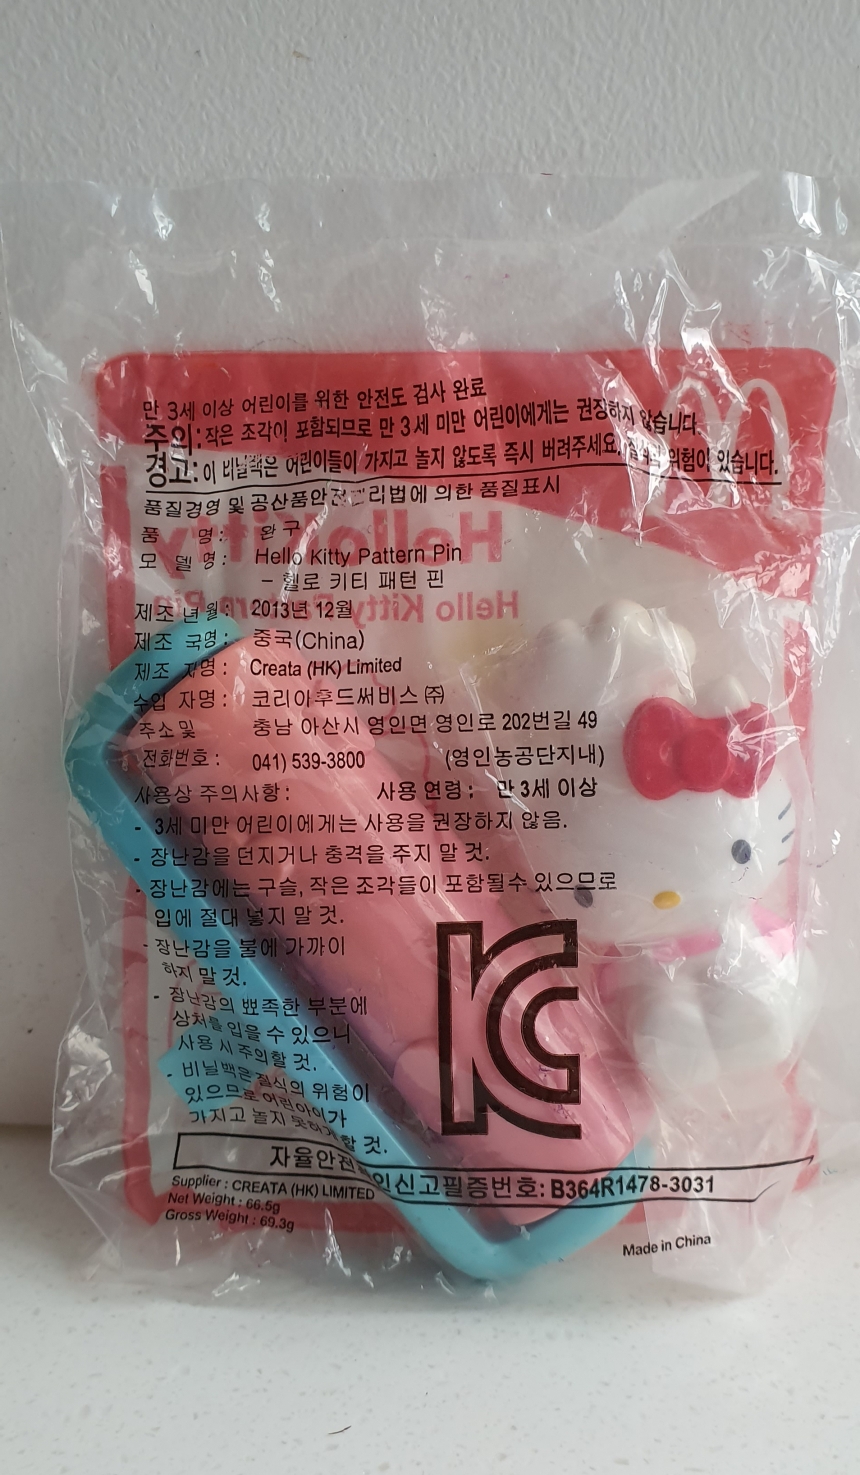 만 3세 이상 어린이를 위한 안전도 검사 완료
주의: 작은 조각이 포함되므로 만 3세 미만 어린이에게는 권장하지 않습니다.
경고: 이 비닐백은 어린이들이 가지고 놀지 않도록 즉시 버려주세요. 위험이 있습니다.
품질경영 및 공산품안전관리법에 의한 품질표시
품 명: 완구
모 델 명: Hello Kitty Pattern Pin
- 헬로 키티 패턴 핀
Hello Kitty
Hello Kitty Pattern Pin
제조년월: 2013년 12월
제조 국명: 중국(China)
제조 자명: Creata (HK) Limited
수입 자명: 코리아후드써비스㈜
주소및 충남 아산시 영인면 영인로 202번길 49
전화번호: 041) 539-3800 (영인농공단지내)
사용상 주의사항: 사용 연령: 만 3세 이상
- 3세 미만 어린이에게는 사용을 권장하지 않음.
- 장난감을 던지거나 충격을 주지 말 것.
- 장난감에는 구슬, 작은 조각들이 포함될수 있으므로
입에 절대 넣지 말 것.
- 장난감을 불에 가까이
하지 말 것.
- 장난감의 뾰족한 부분에
상처를 입을 수 있으니
사용 시 주의할 것.
- 비닐백은 질식의 위험이
있으므로 어린아이가
가지고 놀지 못하게 할 것.
자율안전확인신고필증번호: B364R1478-3031
Supplier : CREATA (HK) LIMITED
Net Weight : 66.5g
Gross Weight : 69.3g
Made in China